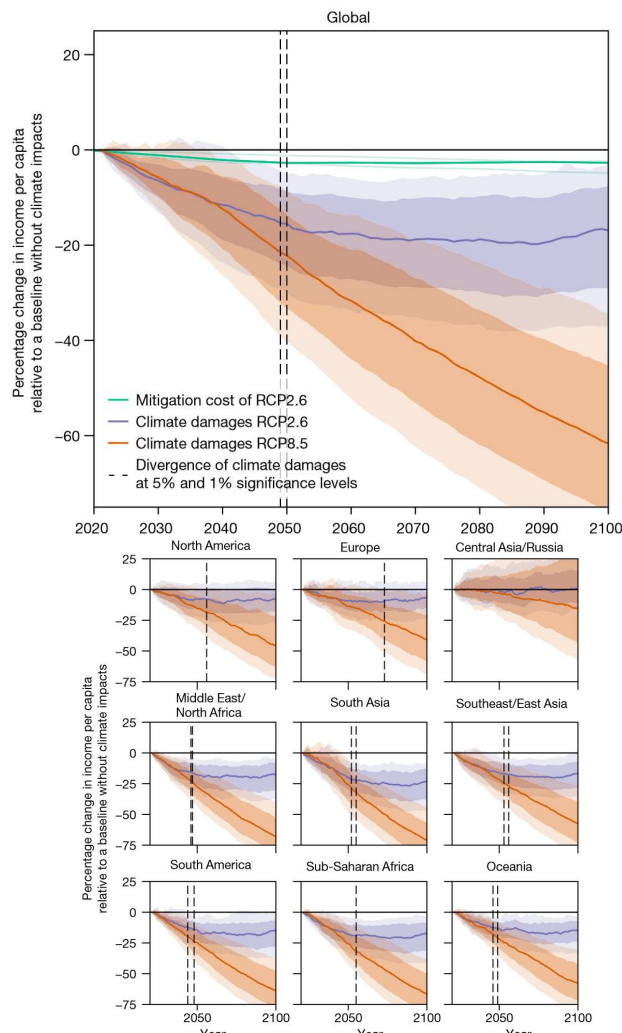 Global
Percentage change in income per capita
relative to a baseline without climate impacts
20
0
−20
−40
−60
Mitigation cost of RCP2.6
Climate damages RCP2.6
Climate damages RCP8.5
Divergence of climate damages
at 5% and 1% significance levels
2020 2030 2040 2050 2060 2070 2080 2090 2100
Percentage change in income per capita
relative to a baseline without climate impacts
North America Europe Central Asia/Russia
25
0
−25
−50
−75
Middle East/
North Africa
South Asia
Southeast/East Asia
25
0
−25
−50
−75
South America Sub-Saharan Africa Oceania
25
0
−25
−50
−75
2050 2100 2050 2100 2050 2100
Year Year Year